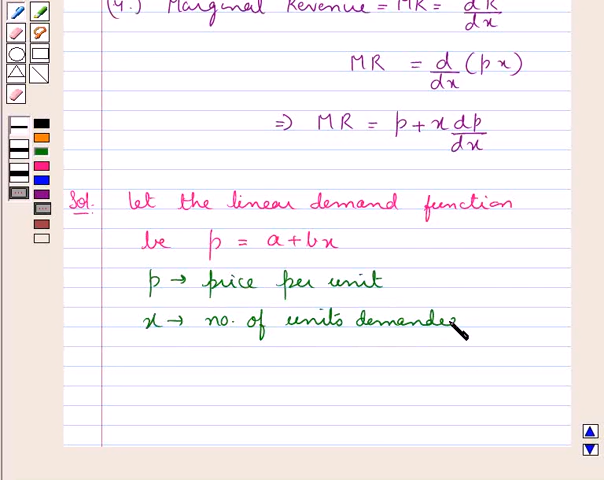 (4.) Marginal Revenue = MR = dR/dx
MR = d/dx (px)
⇒ MR = p + x dp/dx
Sol. Let the linear demand function
be p = a+bx
p → price per unit
x → no. of units demande